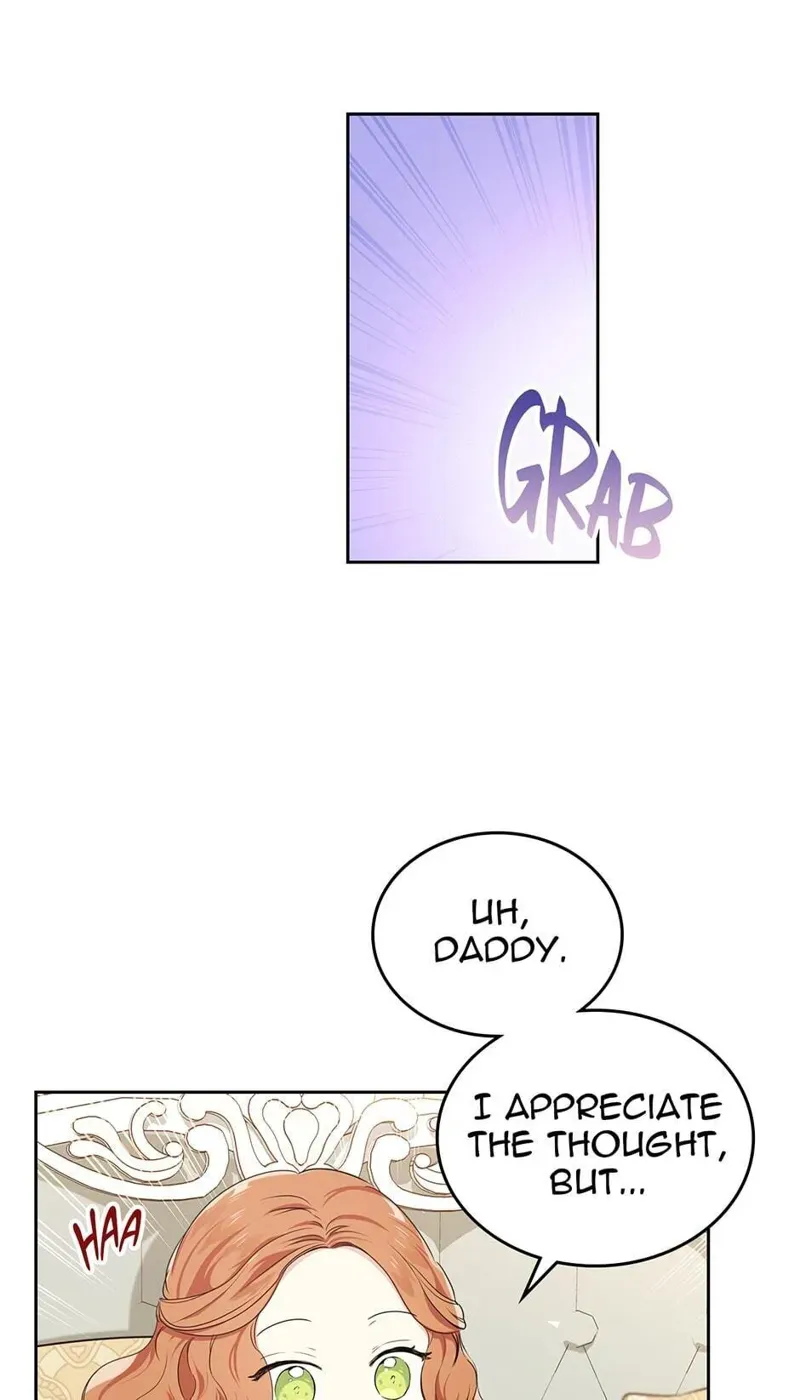 GRAB
UH,
DADDY.
I APPRECIATE
THE THOUGHT,
BUT...
HAA